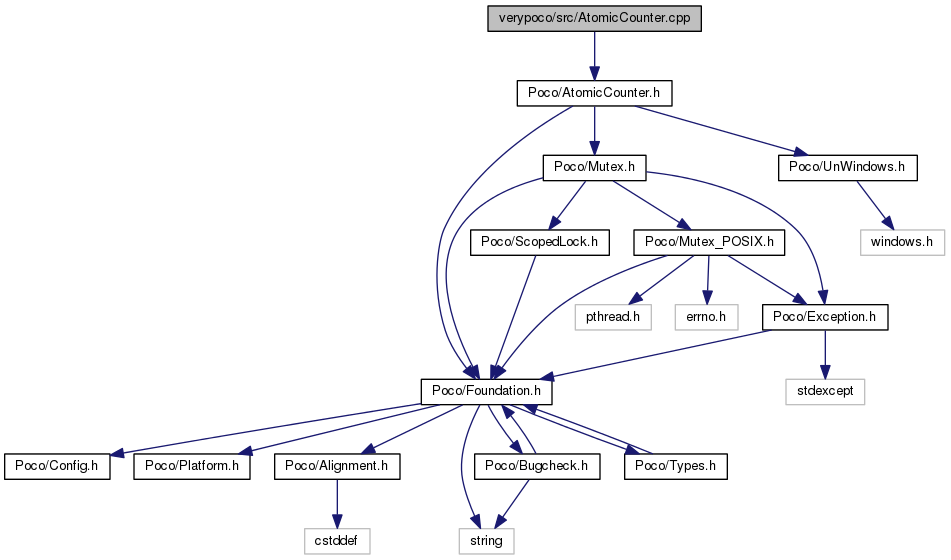 verypoco/src/AtomicCounter.cpp
Poco/AtomicCounter.h
Poco/Mutex.h
Poco/UnWindows.h
Poco/ScopedLock.h
Poco/Mutex_POSIX.h
windows.h
pthread.h
errno.h
Poco/Exception.h
Poco/Foundation.h
stdexcept
Poco/Config.h
Poco/Platform.h
Poco/Alignment.h
Poco/Bugcheck.h
Poco/Types.h
cstddef
string